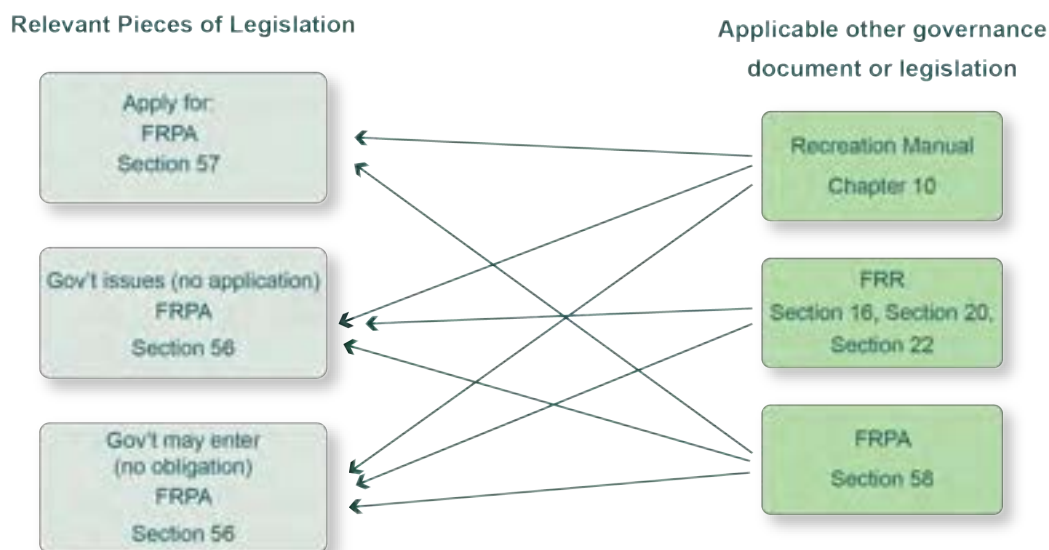 Relevant Pieces of Legislation
Apply for:
FRPA
Section 57
Gov't issues (no application)
FRPA
Section 56
Gov't may enter
(no obligation)
FRPA
Section 56
Applicable other governance
document or legislation
Recreation Manual
Chapter 10
FRR
Section 16, Section 20,
Section 22
FRPA
Section 58